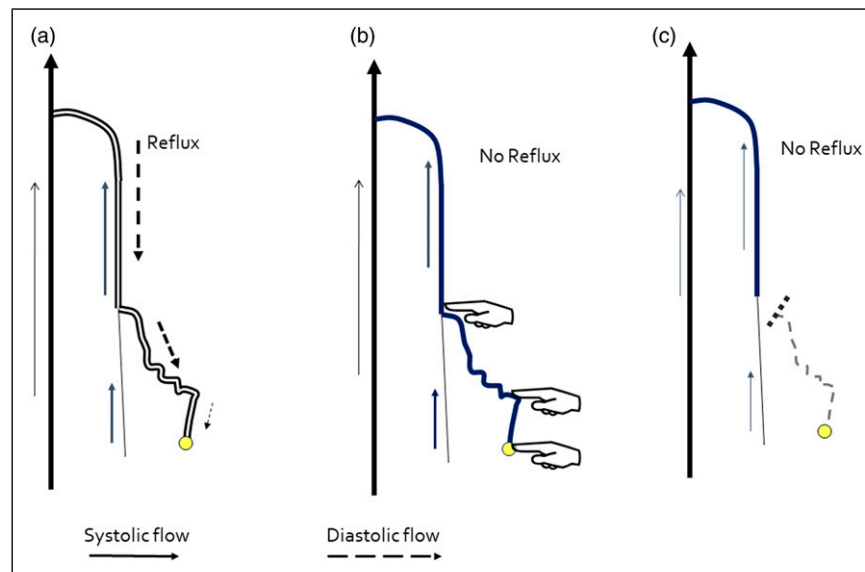 (a)
(b)
(c)
Reflux
No Reflux
No Reflux
Systolic flow
Diastolic flow